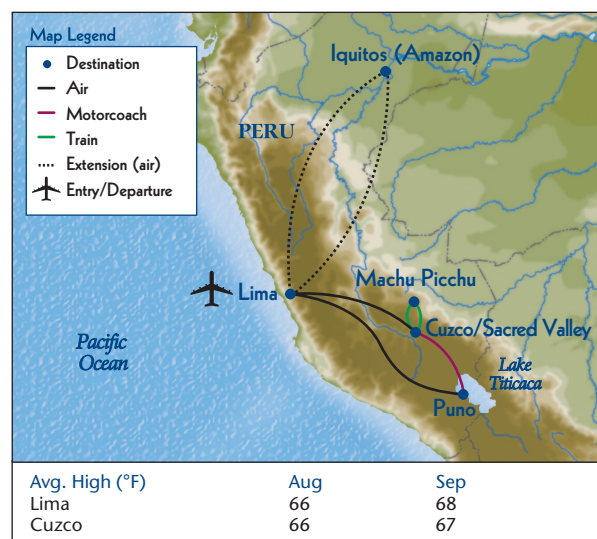 Map Legend
Destination
Air
Motorcoach
Train
Extension (air)
Entry/Departure
Iquitos (Amazon)
PERU
Machu Picchu
Lima
Cuzco/Sacred Valley
Pacific
Ocean
Lake
Titicaca
Puno
Avg. High (°F) Aug Sep
Lima 66 68
Cuzco 66 67